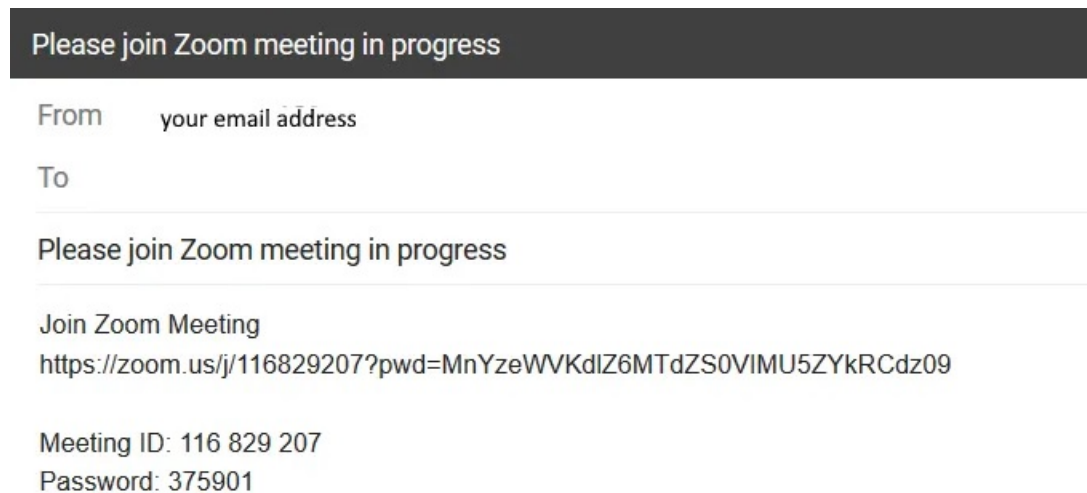 Please join Zoom meeting in progress
From your email address
To
Please join Zoom meeting in progress
Join Zoom Meeting
https://zoom.us/j/116829207?pwd=MnYzeWVKdlZ6MTdZS0VlMU5ZYkRCdz09
Meeting ID: 116 829 207
Password: 375901